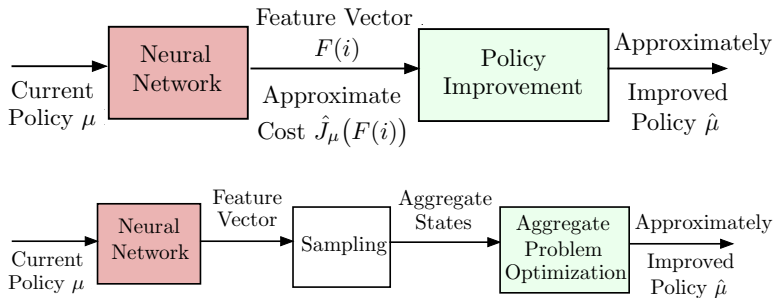 Current
Policy μ
Neural
Network
Feature Vector
F(i)
Approximate
Cost Ĵμ(F(i))
Policy
Improvement
Approximately
Improved
Policy μ̂
Current
Policy μ
Neural
Network
Feature
Vector
Sampling
Aggregate
States
Aggregate
Problem
Optimization
Approximately
Improved
Policy μ̂